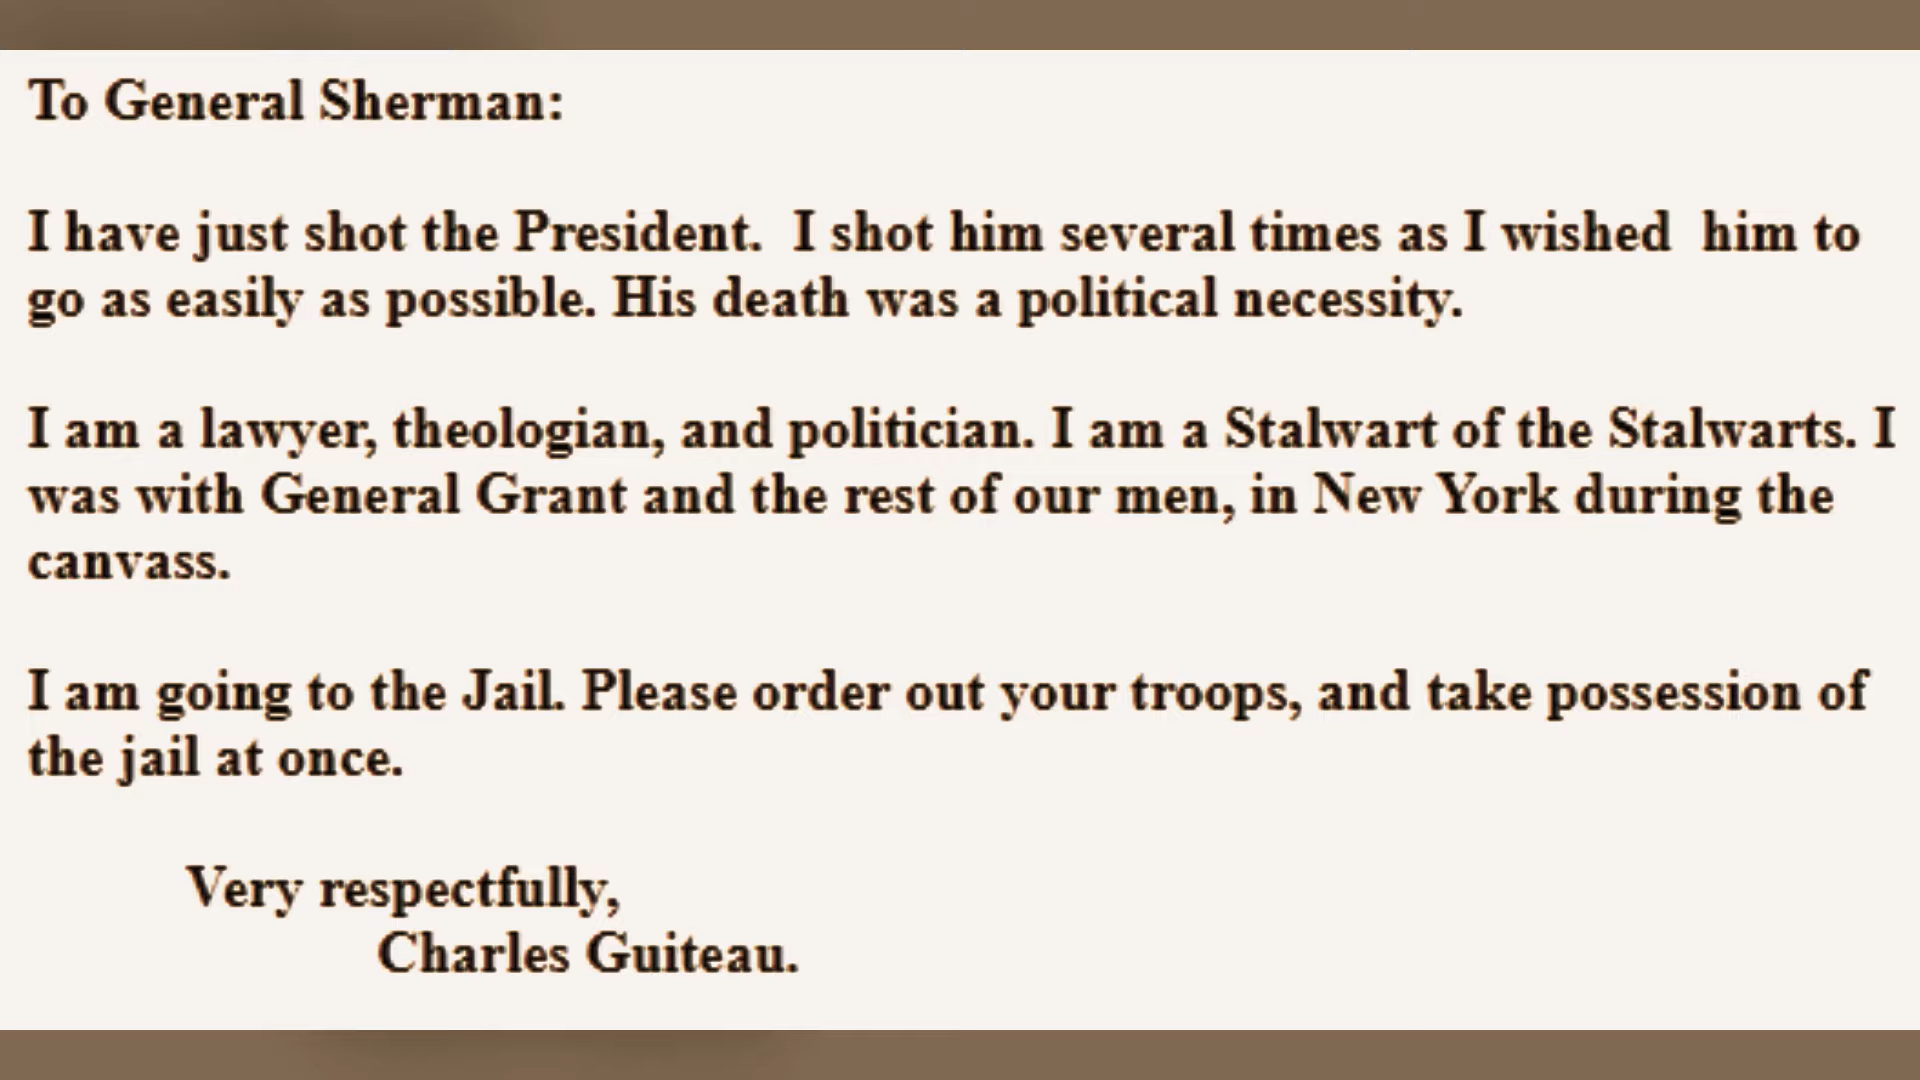 To General Sherman:
I have just shot the President.  I shot him several times as I wished  him to
go as easily as possible. His death was a political necessity.
I am a lawyer, theologian, and politician. I am a Stalwart of the Stalwarts. I
was with General Grant and the rest of our men, in New York during the
canvass.
I am going to the Jail. Please order out your troops, and take possession of
the jail at once.
Very respectfully,
Charles Guiteau.